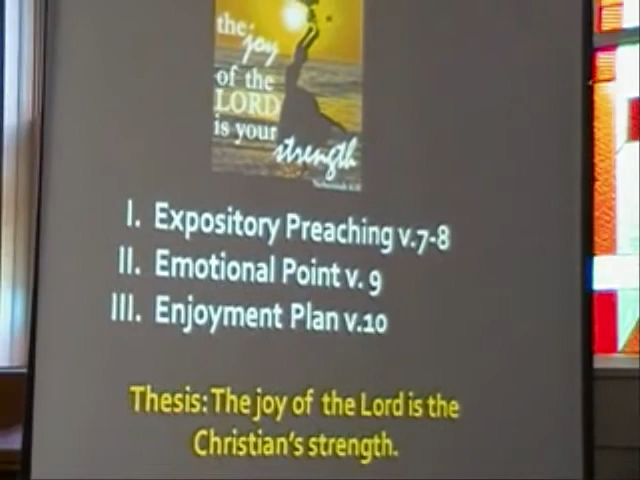 the joy
of the
LORD
is your
strength
I. Expository Preaching v.7-8
II. Emotional Point v. 9
III. Enjoyment Plan v.10
Thesis: The joy of the Lord is the
Christian's strength.